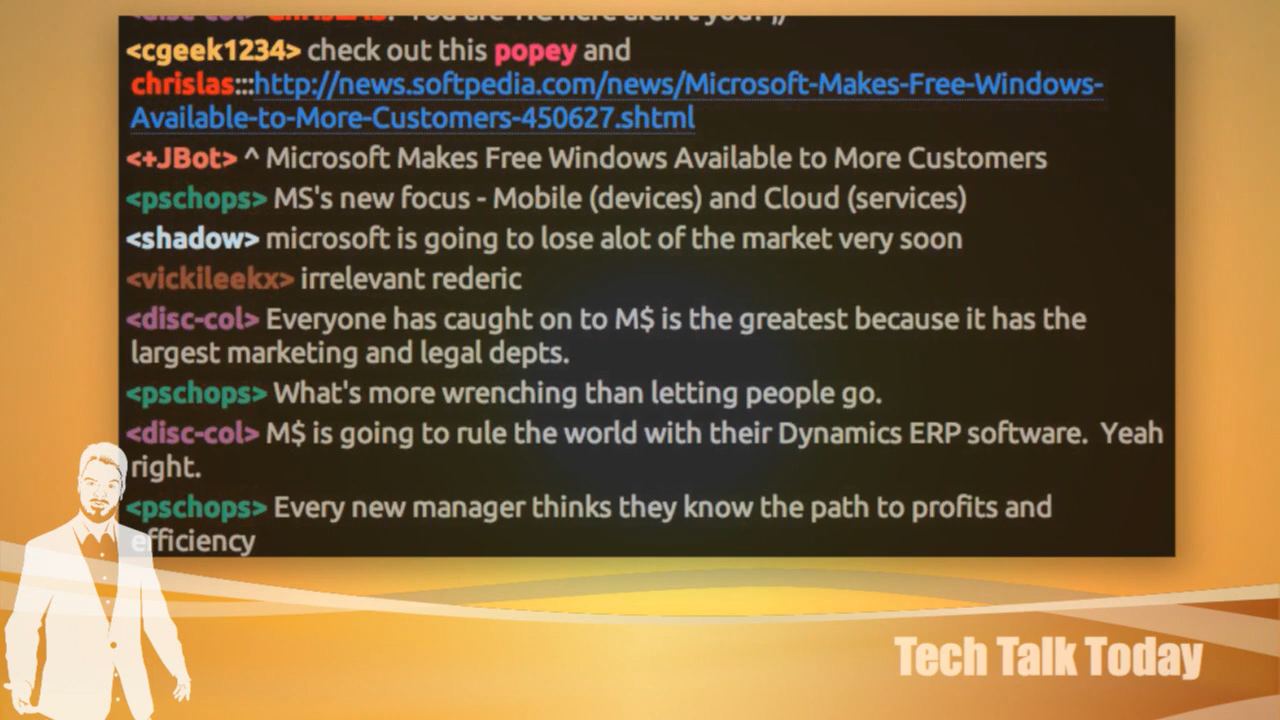 <cgeek1234> check out this popey and
chrislas:::http://news.softpedia.com/news/Microsoft-Makes-Free-Windows-
Available-to-More-Customers-450627.shtml
<+JBot> ^ Microsoft Makes Free Windows Available to More Customers
<pschops> MS's new focus - Mobile (devices) and Cloud (services)
<shadow> microsoft is going to lose alot of the market very soon
<vickileekx> irrelevant rederic
<disc-col> Everyone has caught on to M$ is the greatest because it has the
largest marketing and legal depts.
<pschops> What's more wrenching than letting people go.
<disc-col> M$ is going to rule the world with their Dynamics ERP software. Yeah
right.
<pschops> Every new manager thinks they know the path to profits and
efficiency
Tech Talk Today